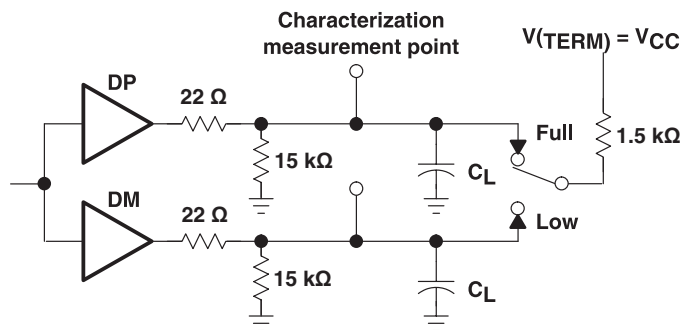 Characterization
measurement point
V(TERM) = VCC
DP
22 Ω
Full
1.5 kΩ
15 kΩ
CL
DM
22 Ω
Low
15 kΩ
CL